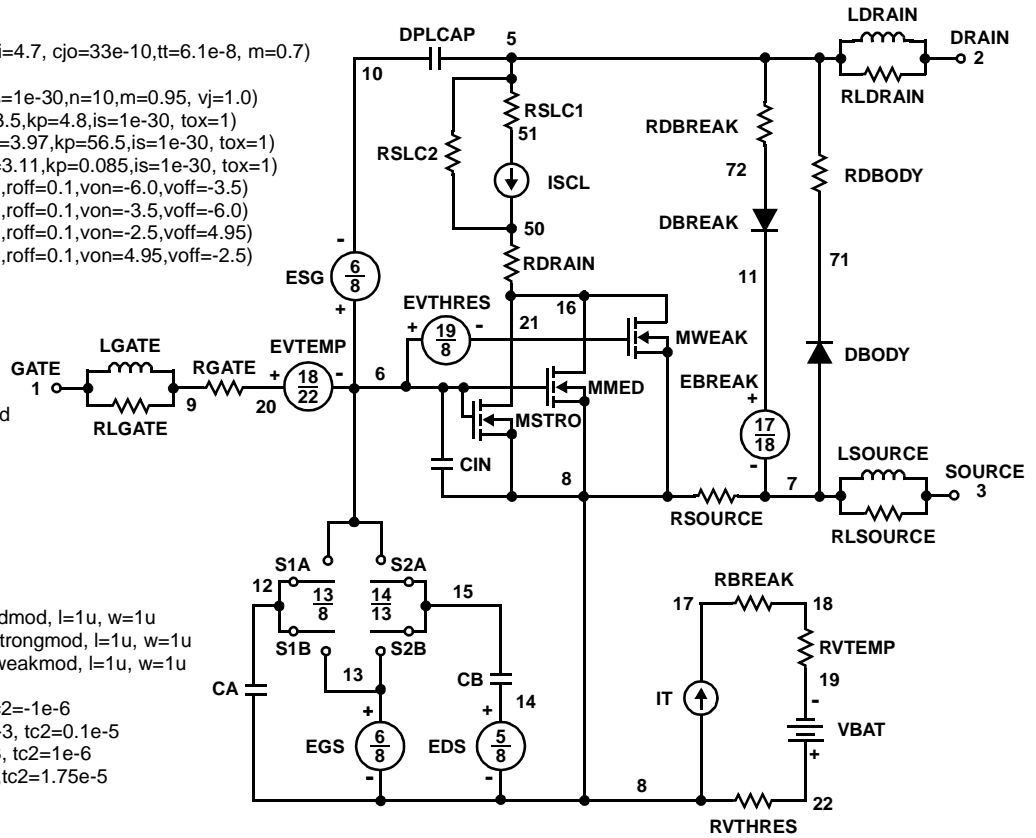 i=4.7, cjo=33e-10,tt=6.1e-8, m=0.7)
=1e-30,n=10,m=0.95, vj=1.0)
3.5,kp=4.8,is=1e-30, tox=1)
=3.97,kp=56.5,is=1e-30, tox=1)
=3.11,kp=0.085,is=1e-30, tox=1)
,roff=0.1,von=-6.0,voff=-3.5)
,roff=0.1,von=-3.5,voff=-6.0)
,roff=0.1,von=-2.5,voff=4.95)
,roff=0.1,von=4.95,voff=-2.5)
d
dmod, l=1u, w=1u
trongmod, l=1u, w=1u
weakmod, l=1u, w=1u
c2=-1e-6
-3, tc2=0.1e-5
, tc2=1e-6
,tc2=1.75e-5
LDRAIN
DPLCAP
5
DRAIN
2
10
RLDRAIN
RSLC1
51
RDBREAK
RSLC2
72
RDBODY
ISCL
DBREAK
50
-
ESG
6
8
+
RDRAIN
11
71
EVTHRES
16
+
19
8
-
21
MWEAK
LGATE
EVTEMP
GATE
1
RGATE
+
18
22
-
6
MMED
EBREAK
+
DBODY
9
20
RLGATE
MSTRO
17
18
-
CIN
8
LSOURCE
7
SOURCE
3
RSOURCE
RLSOURCE
S1A
S2A
12
13
8
14
13
15
S1B
S2B
13
RBREAK
17
18
RVTEMP
19
CA
CB
14
IT
-
VBAT
+
+
EGS
6
8
-
+
EDS
5
8
-
8
22
RVTHRES